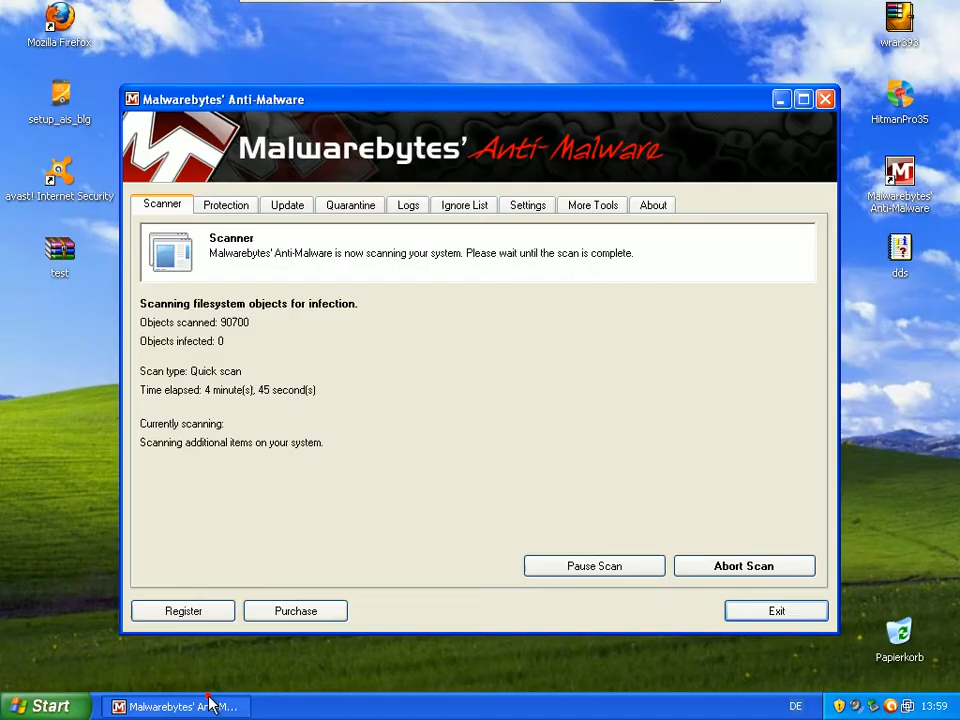 Mozilla Firefox
wrar393
setup_ais_blg
HitmanPro35
avast! Internet Security
Malwarebytes'
Anti-Malware
test
dds
Malwarebytes' Anti-Malware
Malwarebytes' Anti-Malware
Scanner
Protection
Update
Quarantine
Logs
Ignore List
Settings
More Tools
About
Scanner
Malwarebytes' Anti-Malware is now scanning your system. Please wait until the scan is complete.
Scanning filesystem objects for infection.
Objects scanned: 90700
Objects infected: 0
Scan type: Quick scan
Time elapsed: 4 minute(s), 45 second(s)
Currently scanning:
Scanning additional items on your system.
Pause Scan
Abort Scan
Register
Purchase
Exit
Papierkorb
Start
Malwarebytes' Anti-M...
DE
13:59